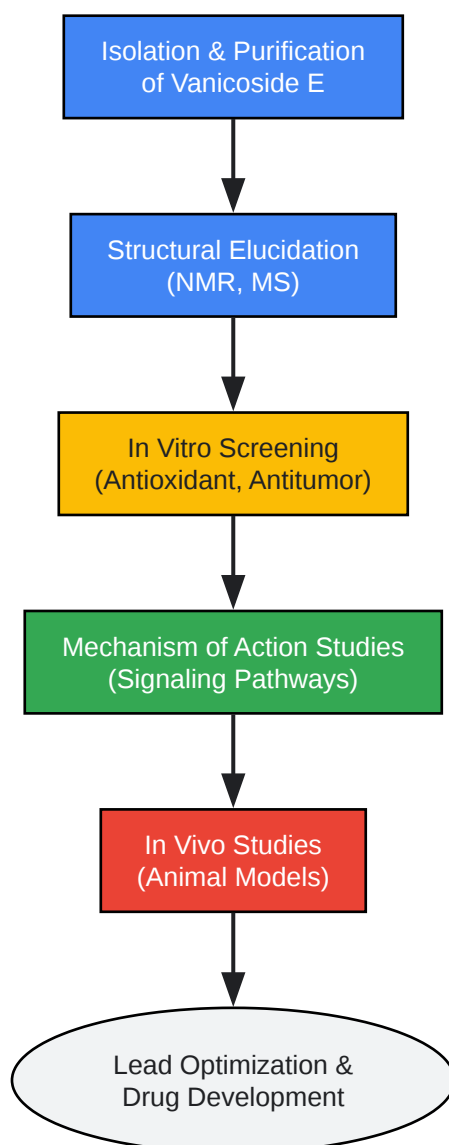 Isolation & Purification
of Vanicoside E
Structural Elucidation
(NMR, MS)
In Vitro Screening
(Antioxidant, Antitumor)
Mechanism of Action Studies
(Signaling Pathways)
In Vivo Studies
(Animal Models)
Lead Optimization &
Drug Development